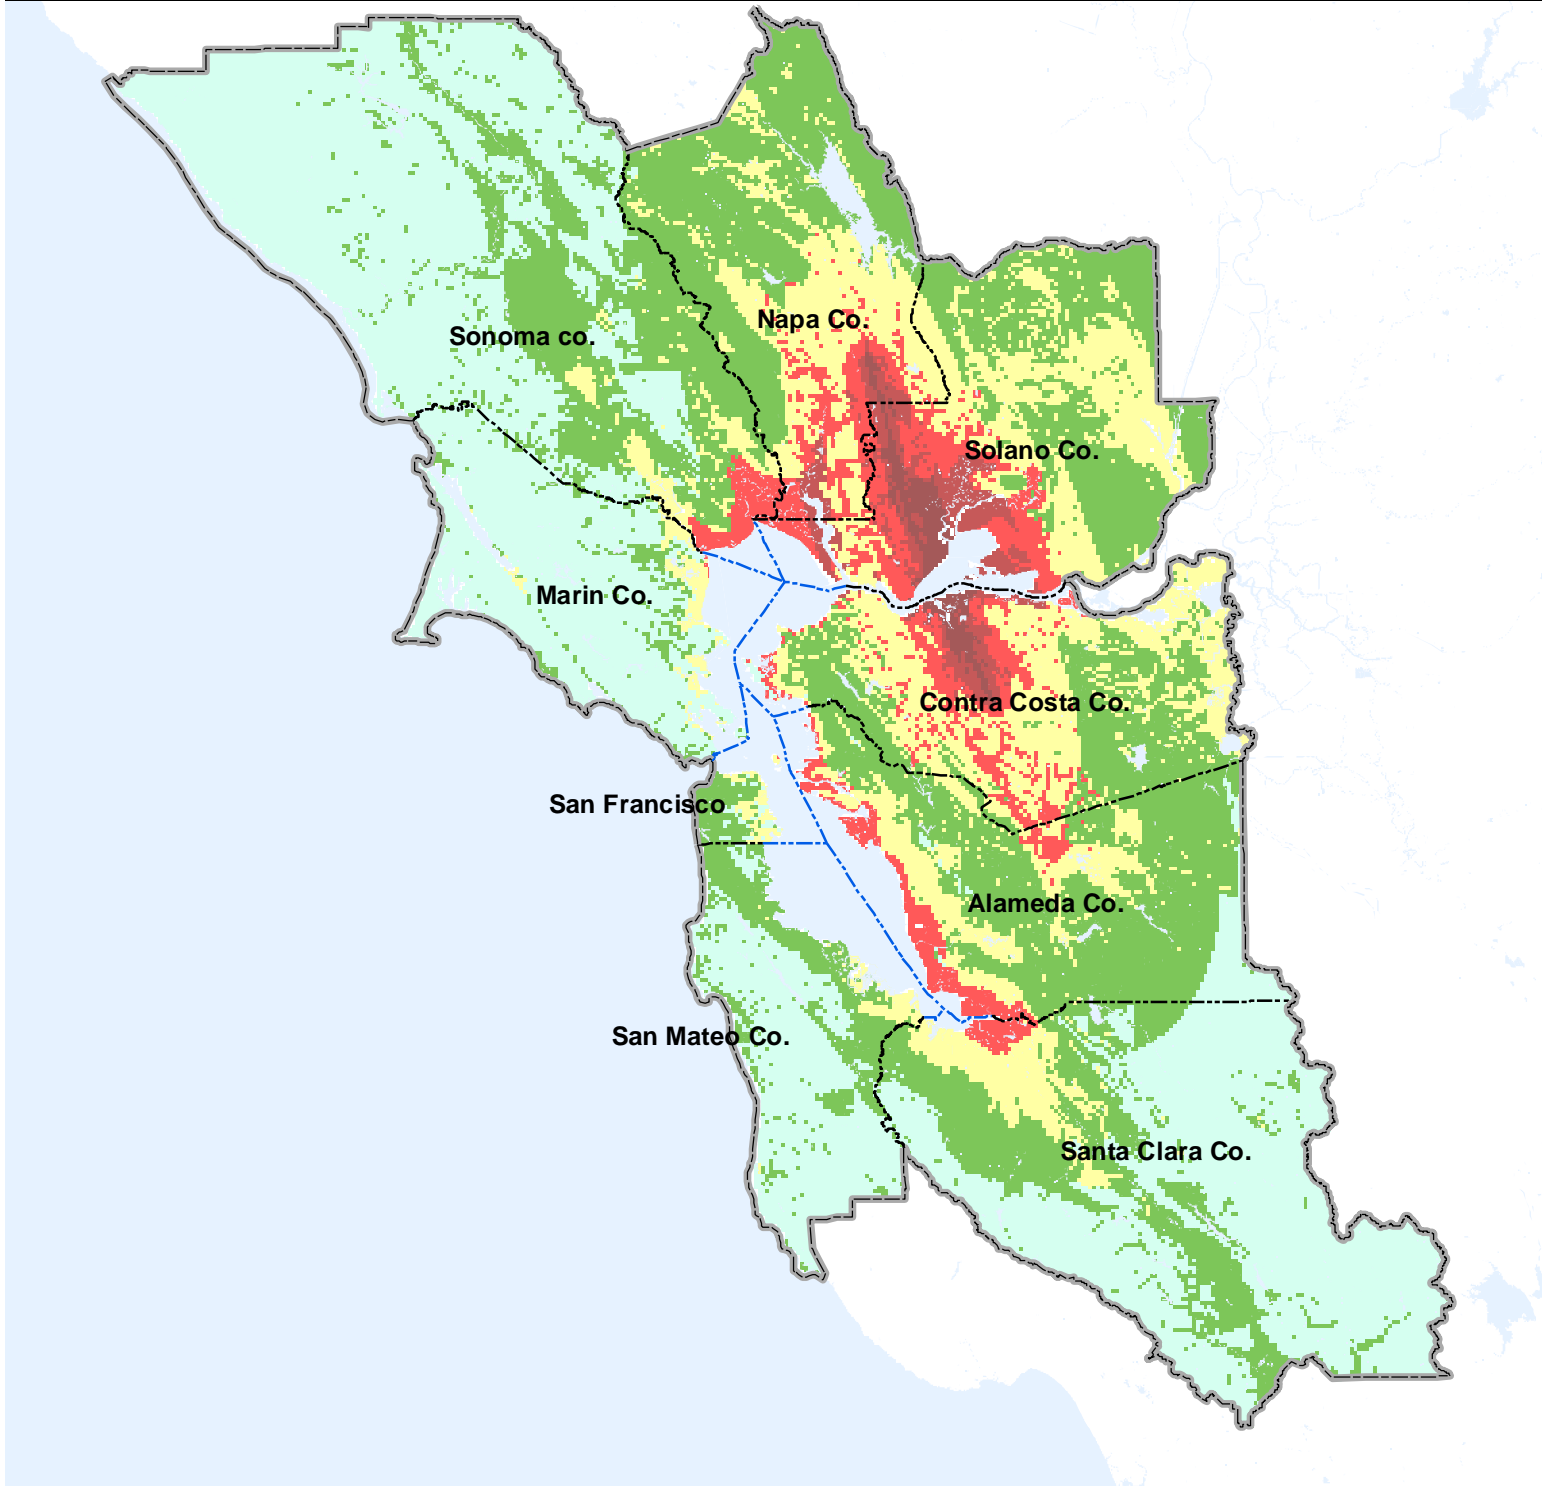 Napa Co.
Sonoma co.
Solano Co.
Marin Co.
Contra Costa Co.
San Francisco
Alameda Co.
San Mateo Co.
Santa Clara Co.